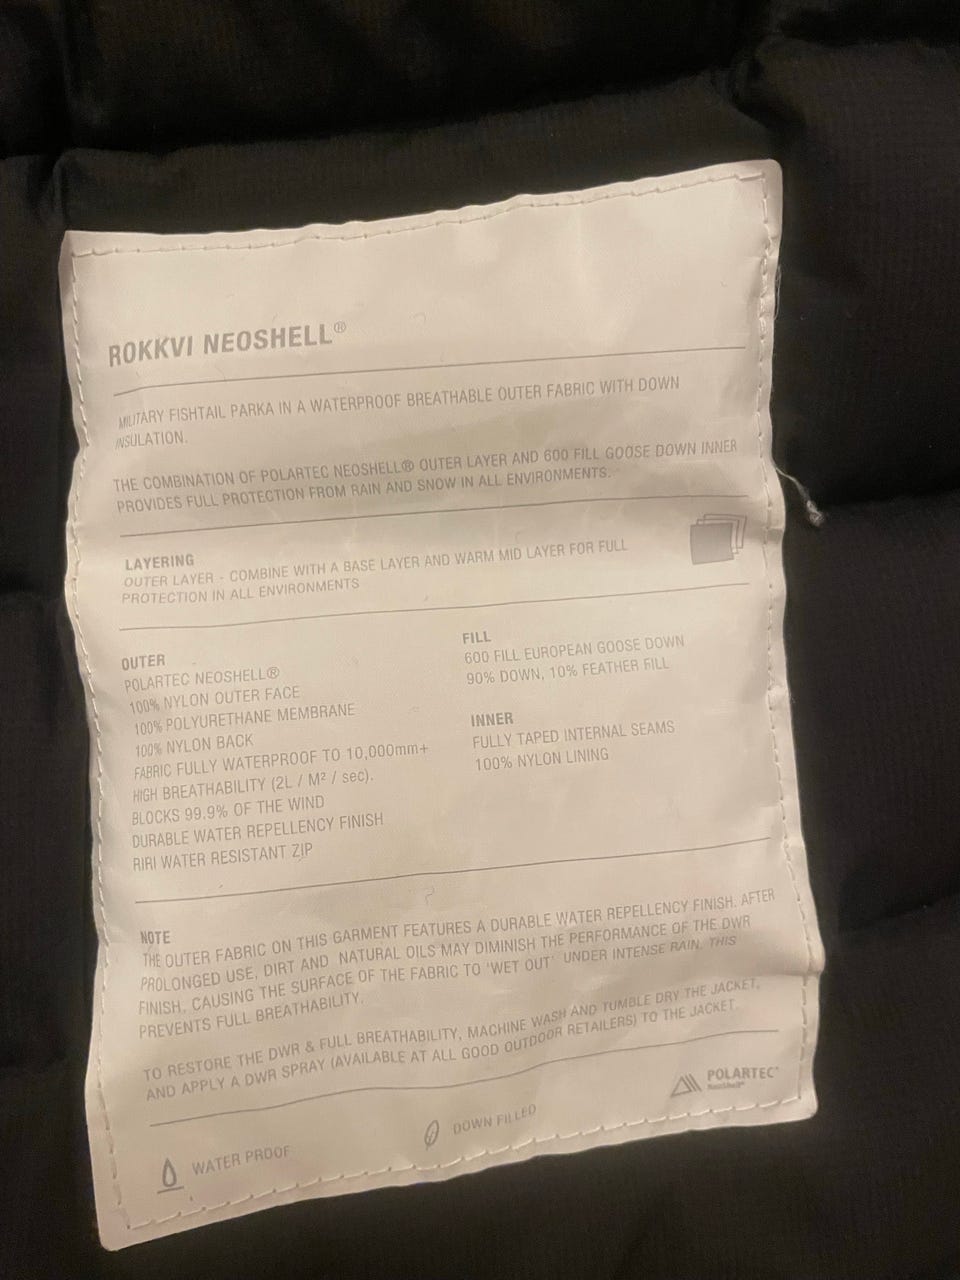 ROKKVI NEOSHELL®
MILITARY FISHTAIL PARKA IN A WATERPROOF BREATHABLE OUTER FABRIC WITH DOWN
INSULATION.
THE COMBINATION OF POLARTEC NEOSHELL® OUTER LAYER AND 600 FILL GOOSE DOWN INNER
PROVIDES FULL PROTECTION FROM RAIN AND SNOW IN ALL ENVIRONMENTS.
LAYERING
OUTER LAYER - COMBINE WITH A BASE LAYER AND WARM MID LAYER FOR FULL
PROTECTION IN ALL ENVIRONMENTS
OUTER
POLARTEC NEOSHELL®
100% NYLON OUTER FACE
100% POLYURETHANE MEMBRANE
100% NYLON BACK
FABRIC FULLY WATERPROOF TO 10,000mm+
HIGH BREATHABILITY (2L / M² / sec).
BLOCKS 99.9% OF THE WIND
DURABLE WATER REPELLENCY FINISH
RIRI WATER RESISTANT ZIP
FILL
600 FILL EUROPEAN GOOSE DOWN
90% DOWN, 10% FEATHER FILL
INNER
FULLY TAPED INTERNAL SEAMS
100% NYLON LINING
NOTE
THE OUTER FABRIC ON THIS GARMENT FEATURES A DURABLE WATER REPELLENCY FINISH. AFTER
PROLONGED USE, DIRT AND NATURAL OILS MAY DIMINISH THE PERFORMANCE OF THE DWR
FINISH, CAUSING THE SURFACE OF THE FABRIC TO 'WET OUT' UNDER INTENSE RAIN. THIS
PREVENTS FULL BREATHABILITY.
TO RESTORE THE DWR & FULL BREATHABILITY, MACHINE WASH AND TUMBLE DRY THE JACKET,
AND APPLY A DWR SPRAY (AVAILABLE AT ALL GOOD OUTDOOR RETAILERS) TO THE JACKET.
WATER PROOF
DOWN FILLED
POLARTEC®
NeoShell®